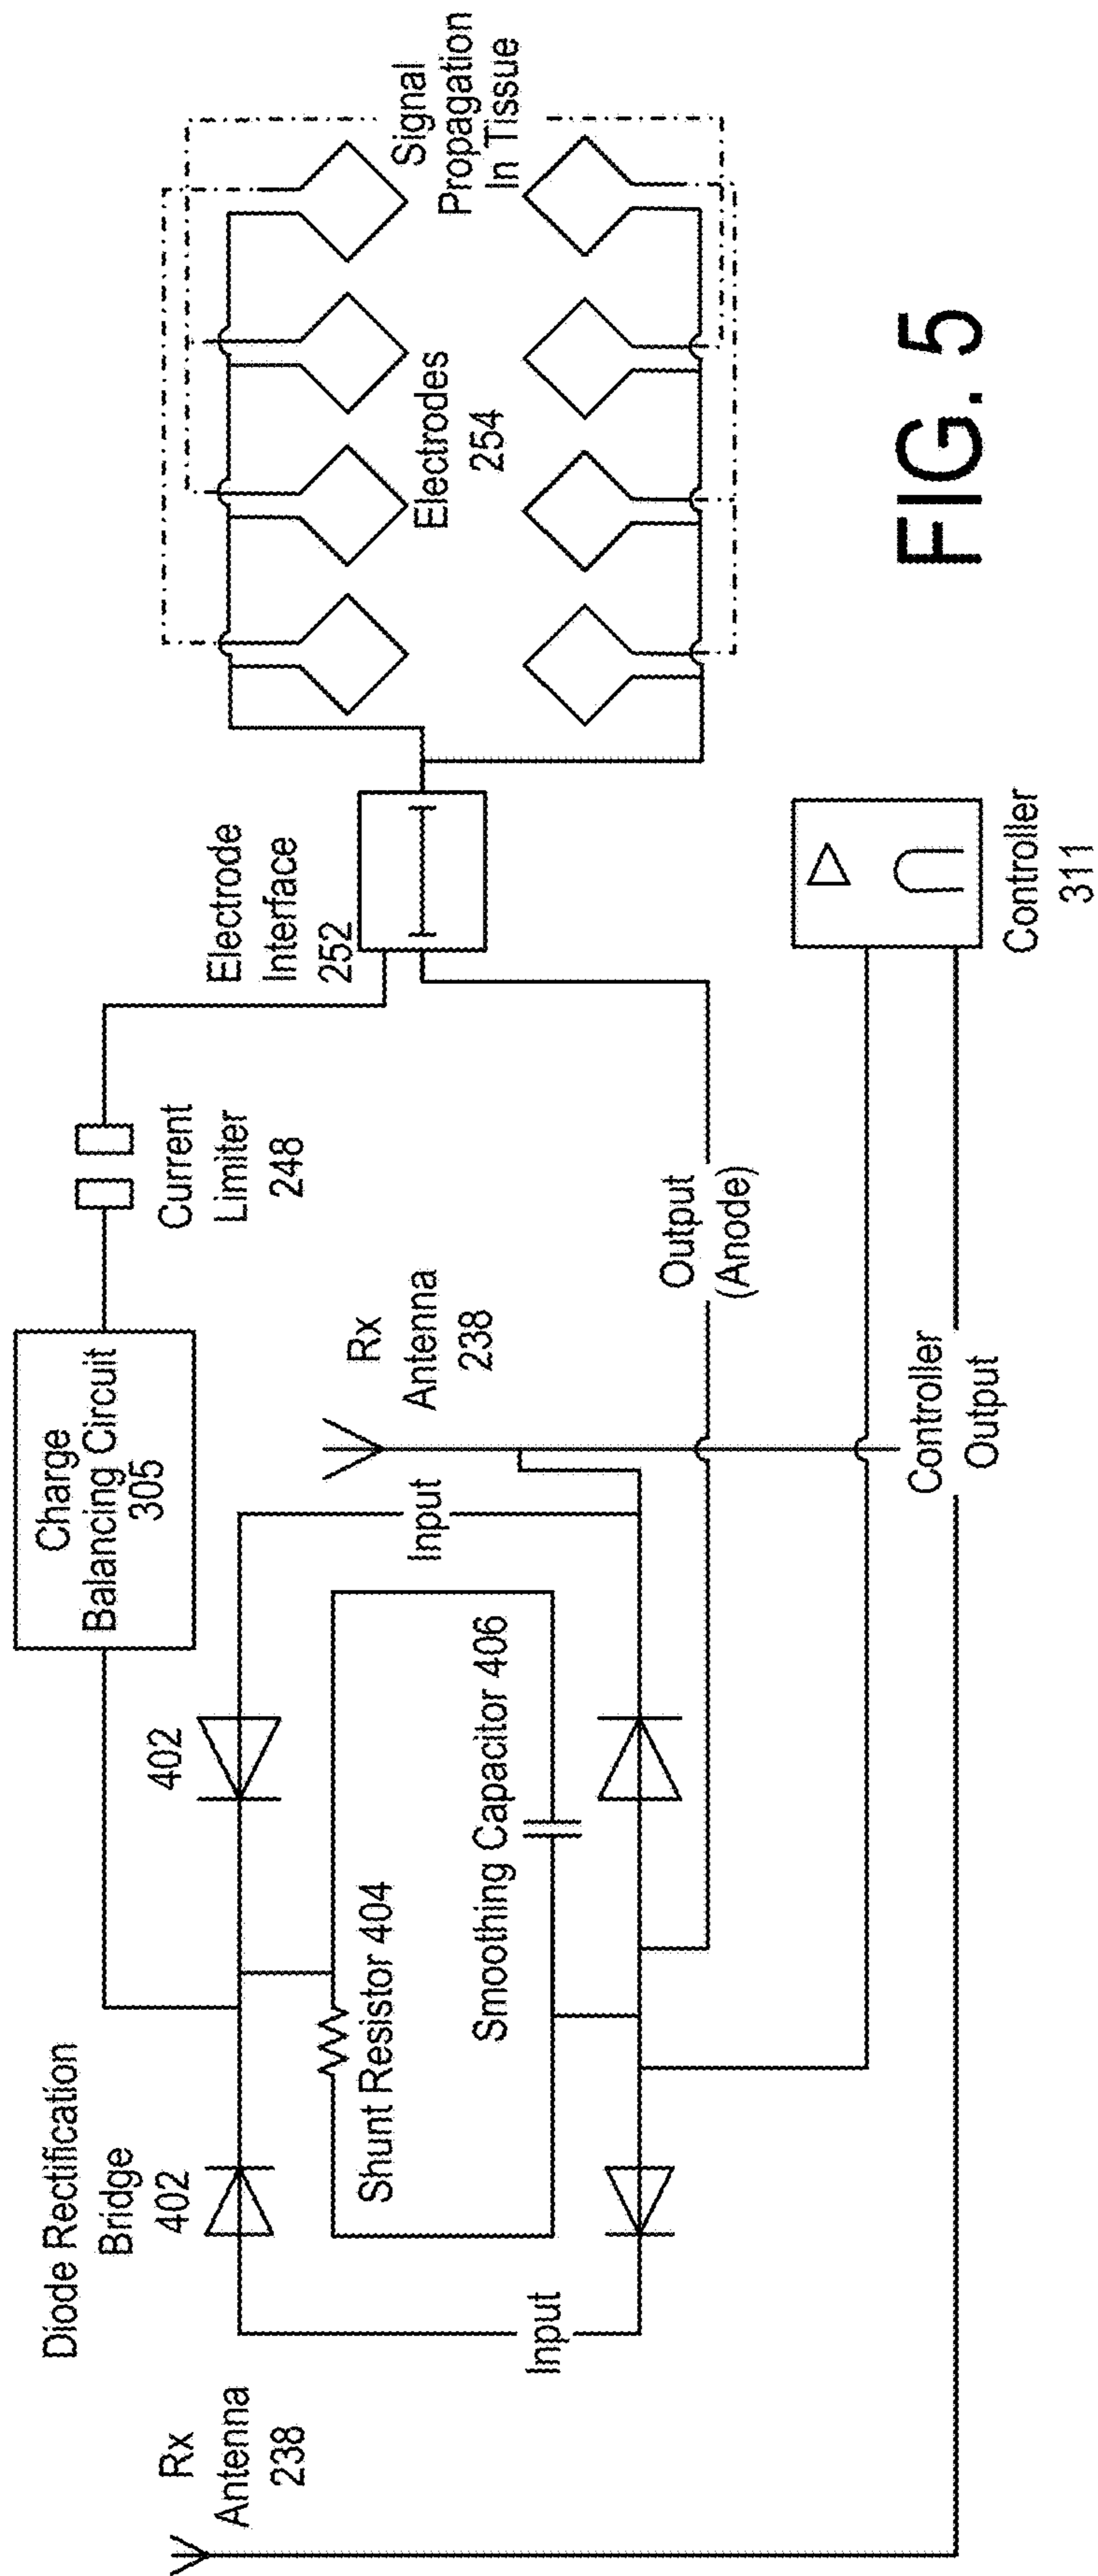 Rx
Antenna
238
Diode Rectification
Bridge
402
402
Charge
Balancing Circuit
305
Current
Limiter
248
Electrode
Interface
252
Shunt Resistor 404
Smoothing Capacitor 406
Input
Input
Rx
Antenna
238
Output
(Anode)
Controller
Output
Controller
311
Electrodes
254
Signal
Propagation
In Tissue
FIG. 5